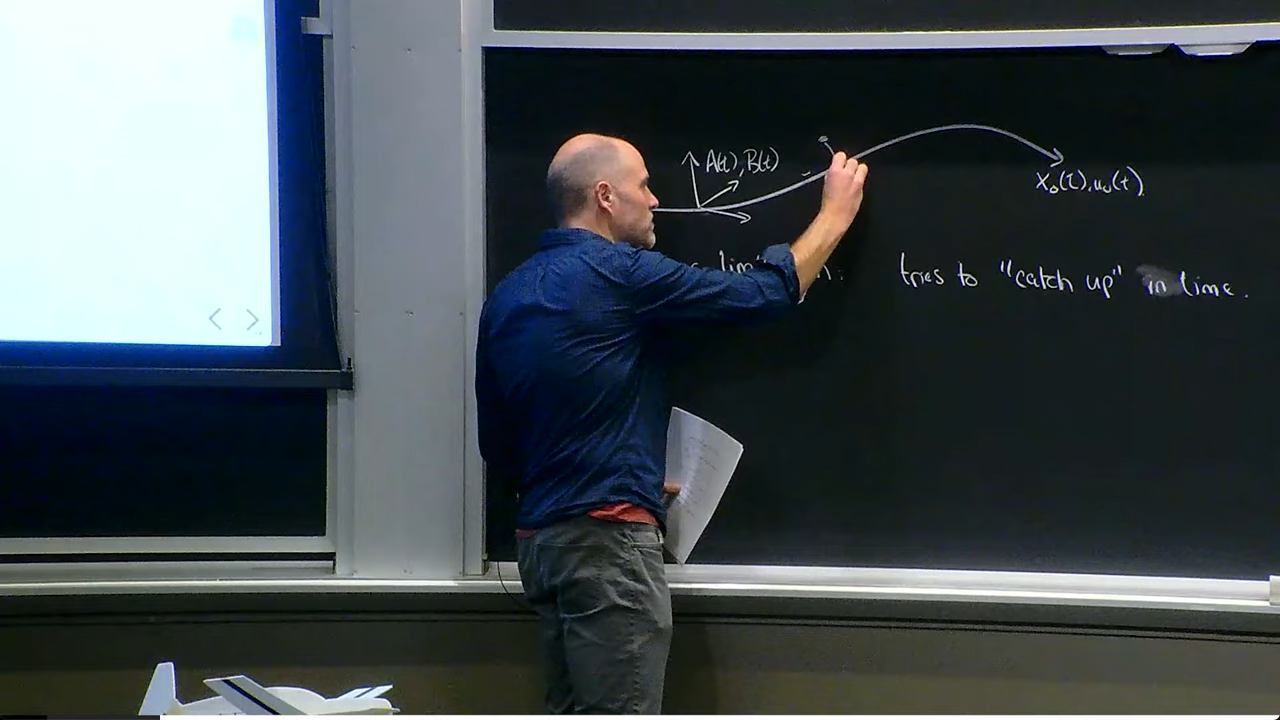 A(t), B(t)
x₀(t), u₀(t)
tries to "catch up" in time.